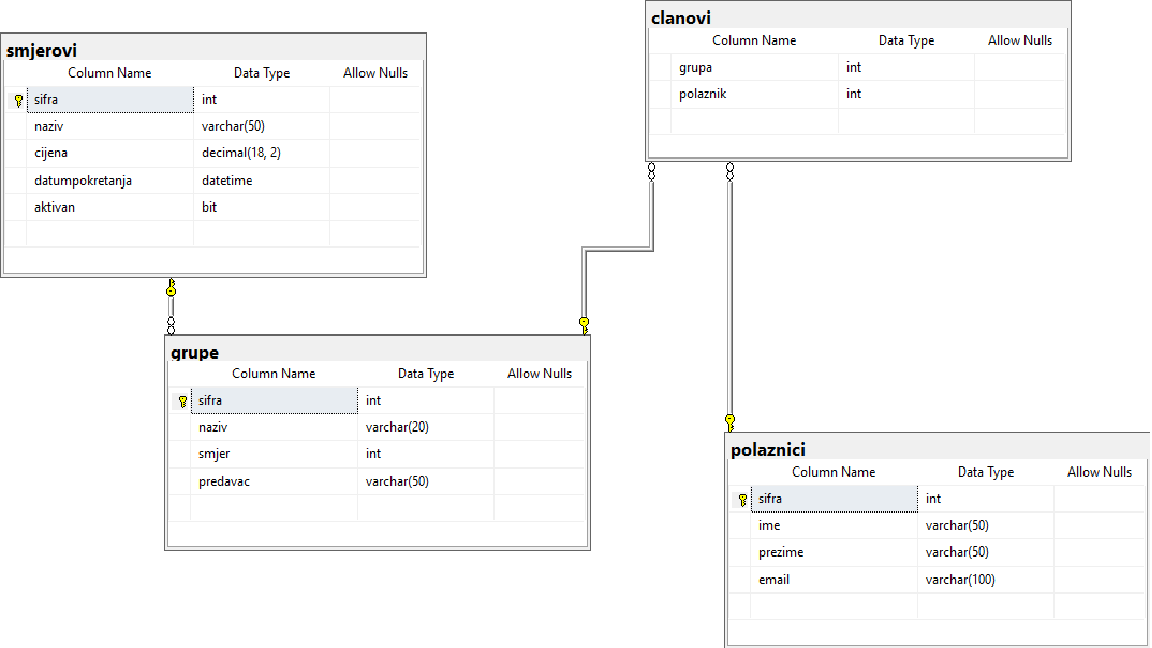 smjerovi
Column Name Data Type Allow Nulls
sifra int
naziv varchar(50)
cijena decimal(18, 2)
datumpokretanja datetime
aktivan bit
clanovi
Column Name Data Type Allow Nulls
grupa int
polaznik int
grupe
Column Name Data Type Allow Nulls
sifra int
naziv varchar(20)
smjer int
predavac varchar(50)
polaznici
Column Name Data Type Allow Nulls
sifra int
ime varchar(50)
prezime varchar(50)
email varchar(100)